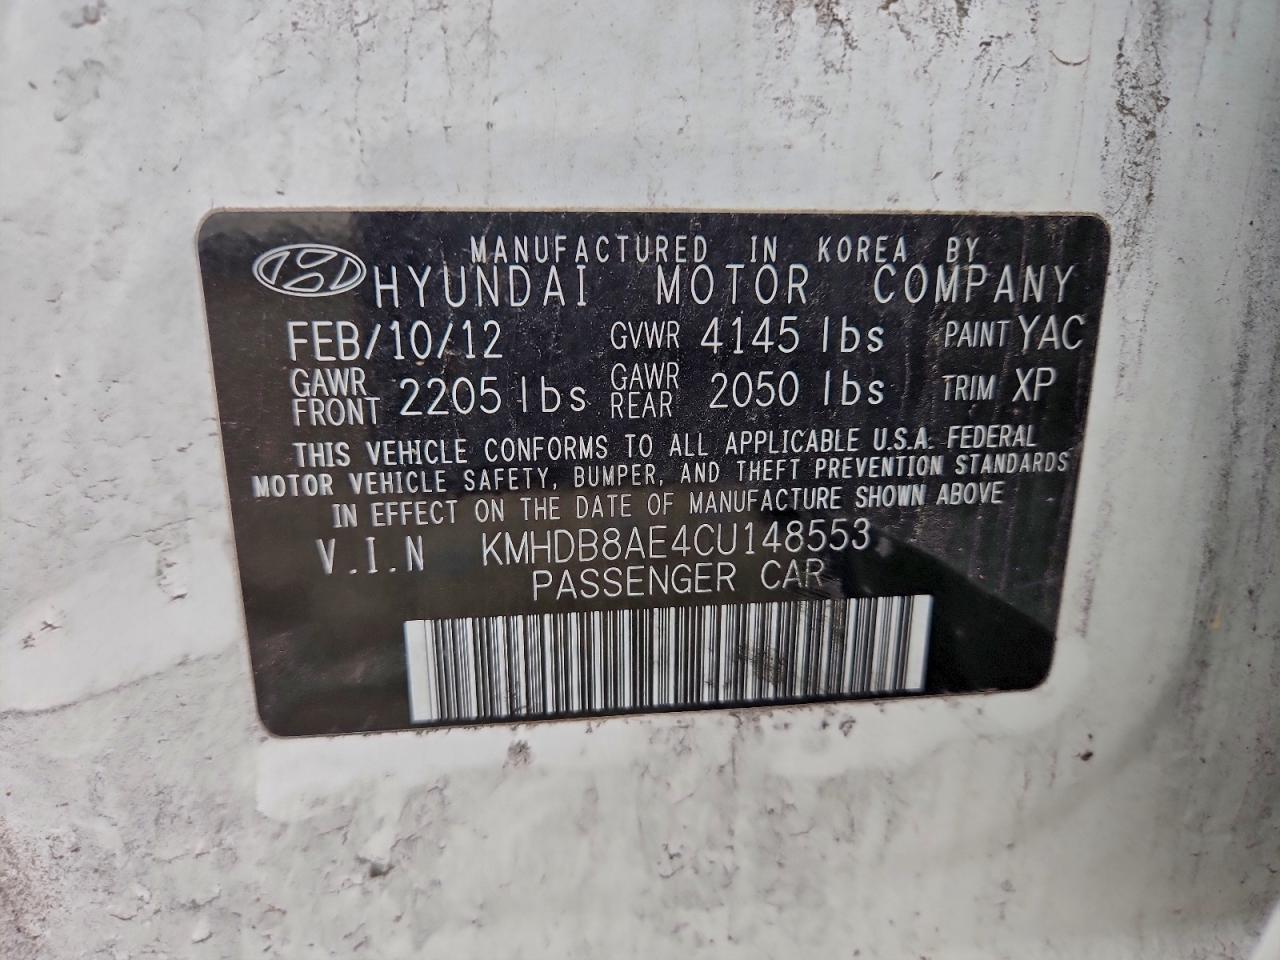 MANUFACTURED IN KOREA BY
HYUNDAI MOTOR COMPANY
FEB/10/12 GVWR 4145 lbs PAINT YAC
GAWR FRONT 2205 lbs GAWR REAR 2050 lbs TRIM XP
THIS VEHICLE CONFORMS TO ALL APPLICABLE U.S.A. FEDERAL
MOTOR VEHICLE SAFETY, BUMPER, AND THEFT PREVENTION STANDARDS
IN EFFECT ON THE DATE OF MANUFACTURE SHOWN ABOVE
V.I.N KMHDB8AE4CU148553
PASSENGER CAR